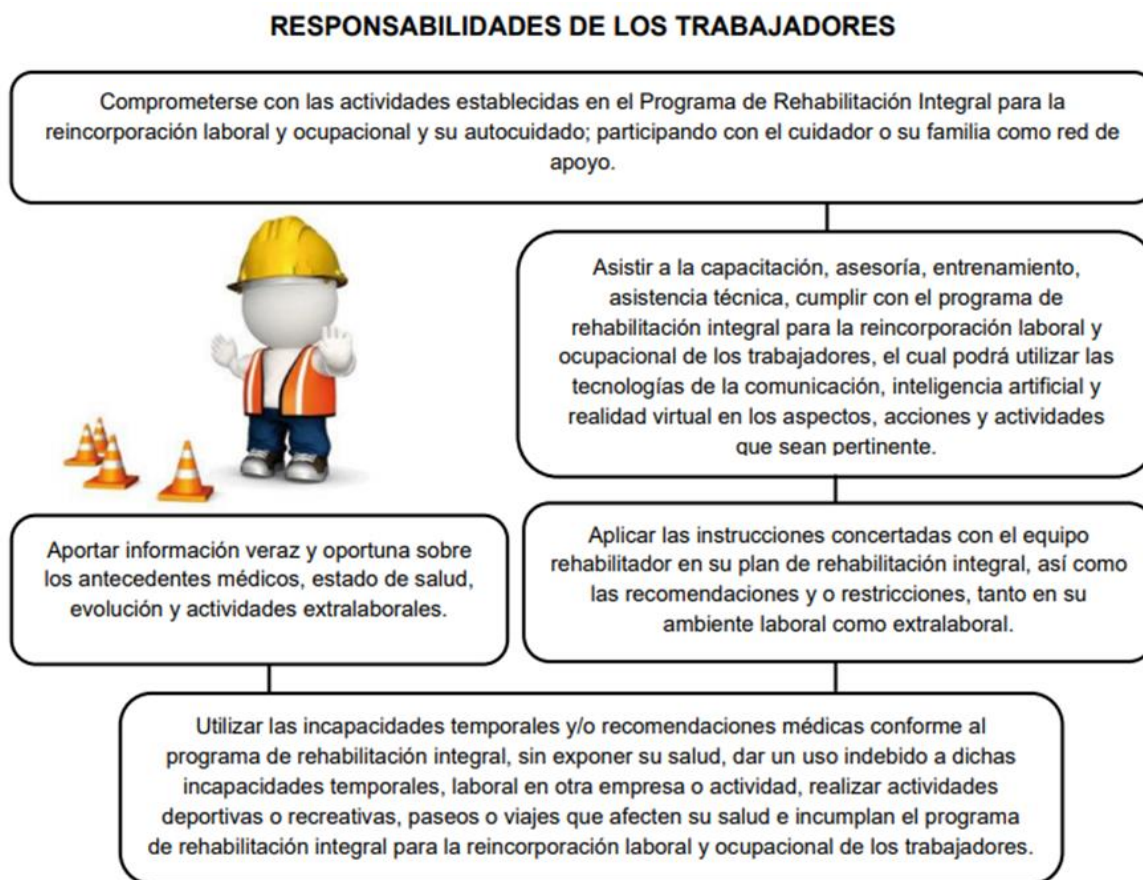 RESPONSABILIDADES DE LOS TRABAJADORES
Comprometerse con las actividades establecidas en el Programa de Rehabilitación Integral para la
reincorporación laboral y ocupacional y su autocuidado; participando con el cuidador o su familia como red de
apoyo.
Asistir a la capacitación, asesoría, entrenamiento,
asistencia técnica, cumplir con el programa de
rehabilitación integral para la reincorporación laboral y
ocupacional de los trabajadores, el cual podrá utilizar las
tecnologías de la comunicación, inteligencia artificial y
realidad virtual en los aspectos, acciones y actividades
que sean pertinente.
Aportar información veraz y oportuna sobre
los antecedentes médicos, estado de salud,
evolución y actividades extralaborales.
Aplicar las instrucciones concertadas con el equipo
rehabilitador en su plan de rehabilitación integral, así como
las recomendaciones y o restricciones, tanto en su
ambiente laboral como extralaboral.
Utilizar las incapacidades temporales y/o recomendaciones médicas conforme al
programa de rehabilitación integral, sin exponer su salud, dar un uso indebido a dichas
incapacidades temporales, laboral en otra empresa o actividad, realizar actividades
deportivas o recreativas, paseos o viajes que afecten su salud e incumplan el programa
de rehabilitación integral para la reincorporación laboral y ocupacional de los trabajadores.